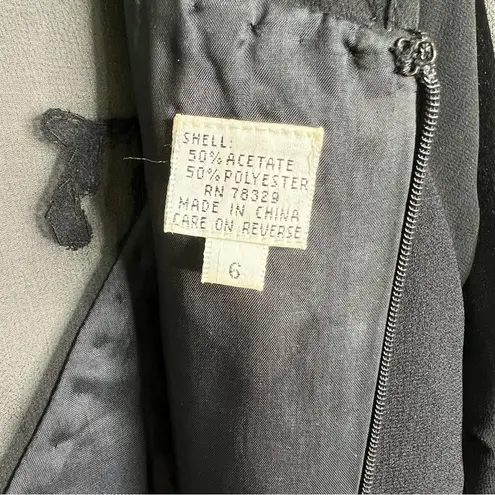 SHELL:
50% ACETATE
50% POLYESTER
RN 78329
MADE IN CHINA
CARE ON REVERSE
6